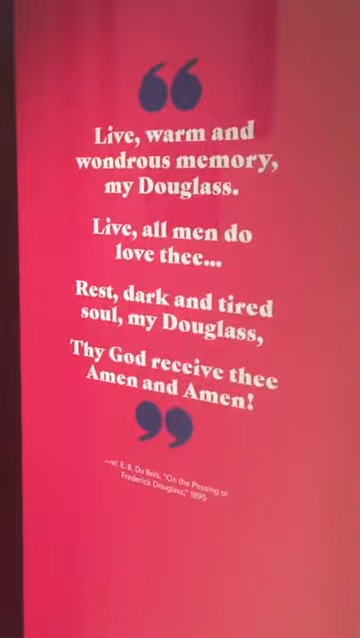 “
Live, warm and
wondrous memory,
my Douglass.
Live, all men do
love thee...
Rest, dark and tired
soul, my Douglass,
Thy God receive thee
Amen and Amen!
”
—W. E. B. Du Bois, “On the Passing of
Frederick Douglass,” 1895